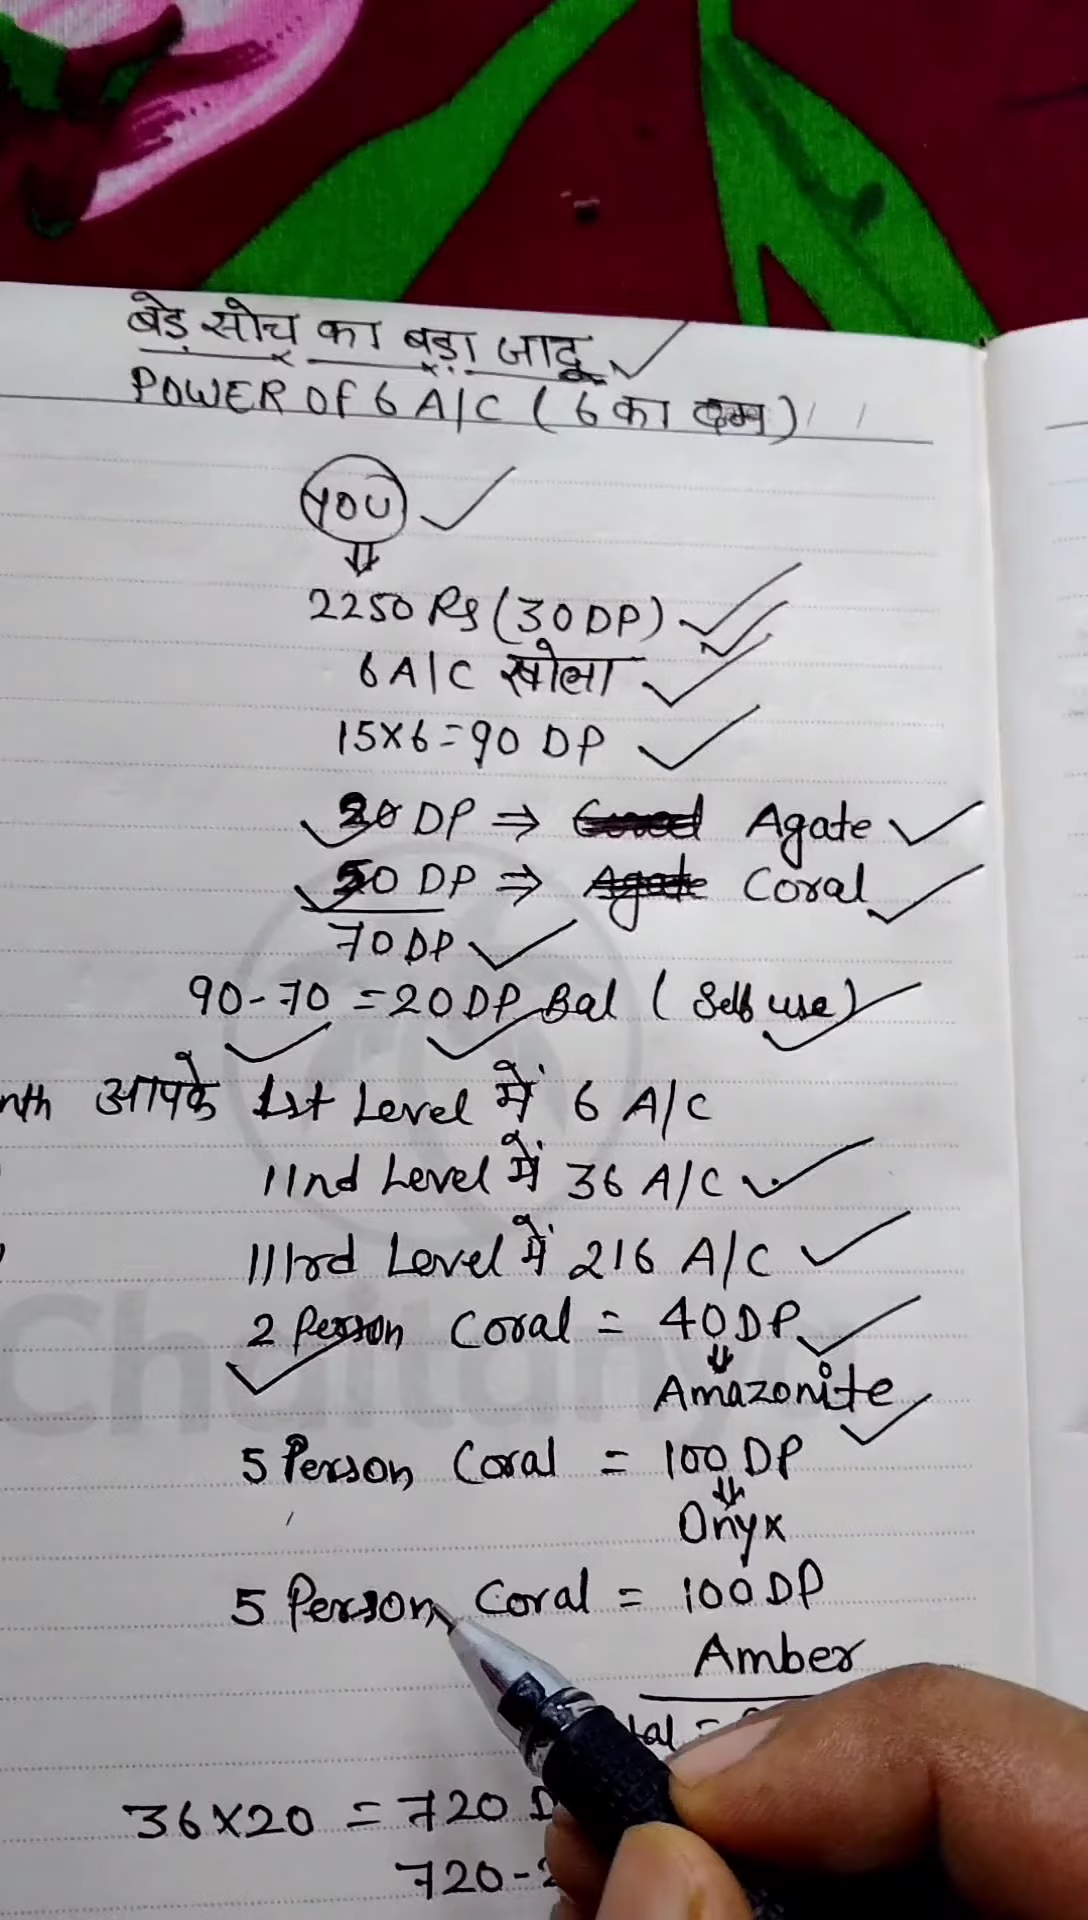 बेड़े सोच का बड़ा जादू
POWER OF 6 A/C ( 6 का दम )
YOU
2250 Rs (30 DP)
6 A/C खोला
15×6=90 DP
20 DP ⇒ Agate
50 DP ⇒ Coral
70 DP
90-70 = 20 DP Bal ( Self use )
nth आपके 1st Level में 6 A/C
IInd Level में 36 A/C
IIIrd Level में 216 A/C
2 Person Coral = 40 DP
Amazonite
5 Person Coral = 100 DP
Onyx
5 Person Coral = 100 DP
Amber
36×20 = 720 D
720-
Chaitany